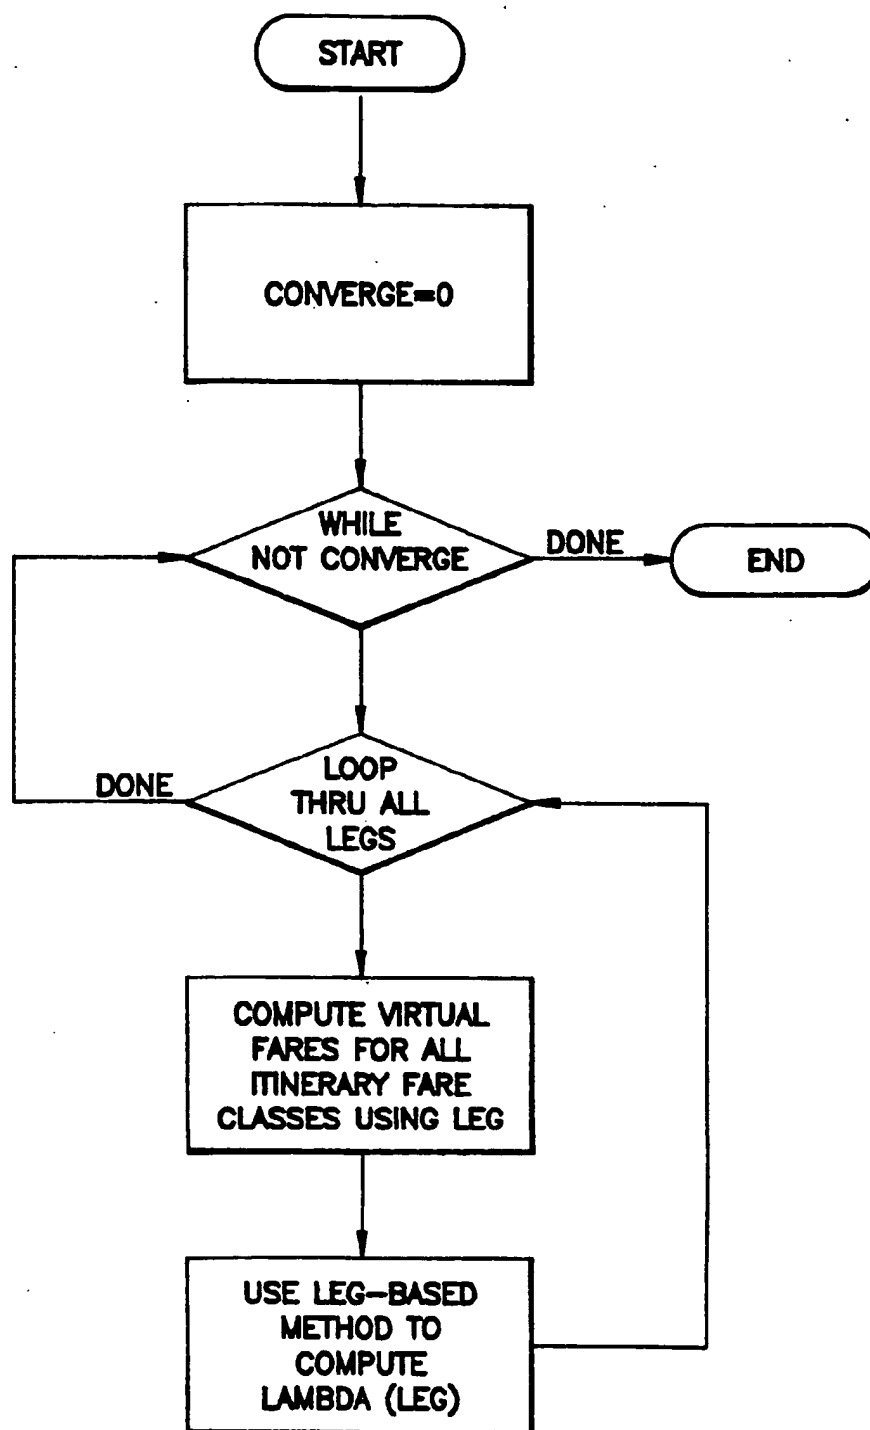 START
CONVERGE=0
WHILE
NOT CONVERGE
DONE
END
LOOP
THRU ALL
LEGS
DONE
COMPUTE VIRTUAL
FARES FOR ALL
ITINERARY FARE
CLASSES USING LEG
USE LEG-BASED
METHOD TO
COMPUTE
LAMBDA (LEG)